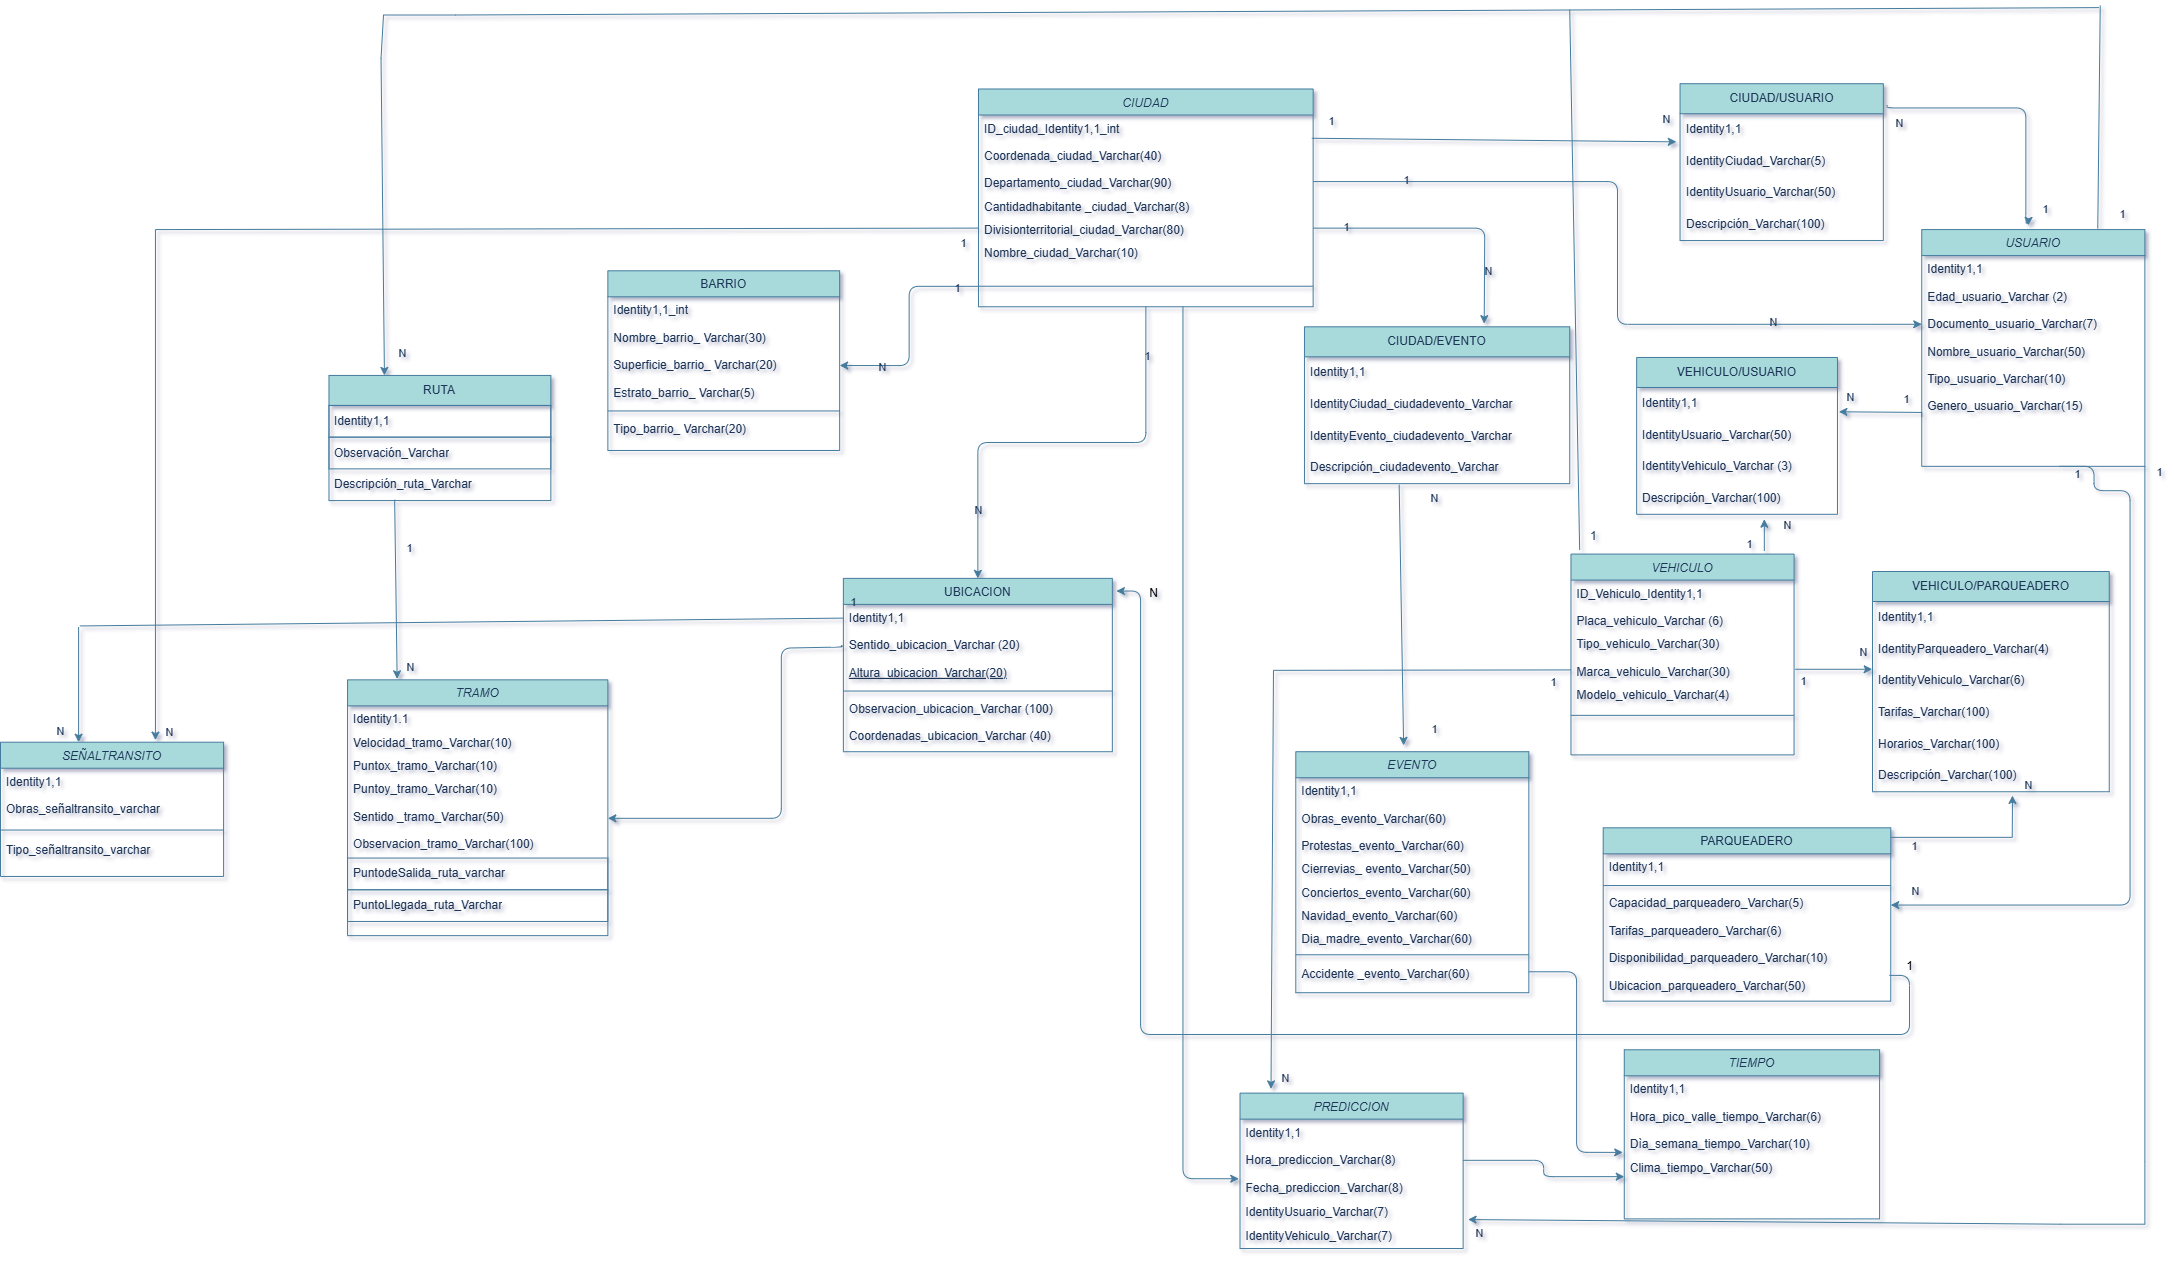 CIUDAD
ID_ciudad_Identity1,1_int
Coordenada_ciudad_Varchar(40)
Departamento_ciudad_Varchar(90)
Cantidadhabitante _ciudad_Varchar(8)
Divisionterritorial_ciudad_Varchar(80)
Nombre_ciudad_Varchar(10)
1
N
1
N
1
N
1
1
N
1
N
CIUDAD/USUARIO
Identity1,1
IdentityCiudad_Varchar(5)
IdentityUsuario_Varchar(50)
Descripción_Varchar(100)
N
1
1
USUARIO
Identity1,1
Edad_usuario_Varchar (2)
Documento_usuario_Varchar(7)
Nombre_usuario_Varchar(50)
Tipo_usuario_Varchar(10)
Genero_usuario_Varchar(15)
1
1
BARRIO
Identity1,1_int
Nombre_barrio_ Varchar(30)
Superficie_barrio_ Varchar(20)
Estrato_barrio_ Varchar(5)
Tipo_barrio_ Varchar(20)
N
RUTA
Identity1,1
Observación_Varchar
Descripción_ruta_Varchar
1
N
CIUDAD/EVENTO
Identity1,1
IdentityCiudad_ciudadevento_Varchar
IdentityEvento_ciudadevento_Varchar
Descripción_ciudadevento_Varchar
N
1
VEHICULO/USUARIO
Identity1,1
IdentityUsuario_Varchar(50)
IdentityVehiculo_Varchar (3)
Descripción_Varchar(100)
N
1
N
1
1
VEHICULO
ID_Vehiculo_Identity1,1
Placa_vehiculo_Varchar (6)
Tipo_vehiculo_Varchar(30)
Marca_vehiculo_Varchar(30)
Modelo_vehiculo_Varchar(4)
1
1
N
VEHICULO/PARQUEADERO
Identity1,1
IdentityParqueadero_Varchar(4)
IdentityVehiculo_Varchar(6)
Tarifas_Varchar(100)
Horarios_Varchar(100)
Descripción_Varchar(100)
N
UBICACION
1
Identity1,1
Sentido_ubicacion_Varchar (20)
Altura_ubicacion_Varchar(20)
Observacion_ubicacion_Varchar (100)
Coordenadas_ubicacion_Varchar (40)
N
TRAMO
Identity1.1
Velocidad_tramo_Varchar(10)
Puntox_tramo_Varchar(10)
Puntoy_tramo_Varchar(10)
Sentido _tramo_Varchar(50)
Observacion_tramo_Varchar(100)
PuntodeSalida_ruta_varchar
PuntoLlegada_ruta_Varchar
N
N
SEÑALTRANSITO
Identity1,1
Obras_señaltransito_varchar
Tipo_señaltransito_varchar
EVENTO
Identity1,1
Obras_evento_Varchar(60)
Protestas_evento_Varchar(60)
Cierrevias_ evento_Varchar(50)
Conciertos_evento_Varchar(60)
Navidad_evento_Varchar(60)
Dia_madre_evento_Varchar(60)
Accidente _evento_Varchar(60)
PARQUEADERO
Identity1,1
Capacidad_parqueadero_Varchar(5)
Tarifas_parqueadero_Varchar(6)
Disponibilidad_parqueadero_Varchar(10)
Ubicacion_parqueadero_Varchar(50)
1
N
1
TIEMPO
Identity1,1
Hora_pico_valle_tiempo_Varchar(6)
Dìa_semana_tiempo_Varchar(10)
Clima_tiempo_Varchar(50)
N
PREDICCION
Identity1,1
Hora_prediccion_Varchar(8)
Fecha_prediccion_Varchar(8)
IdentityUsuario_Varchar(7)
IdentityVehiculo_Varchar(7)
N